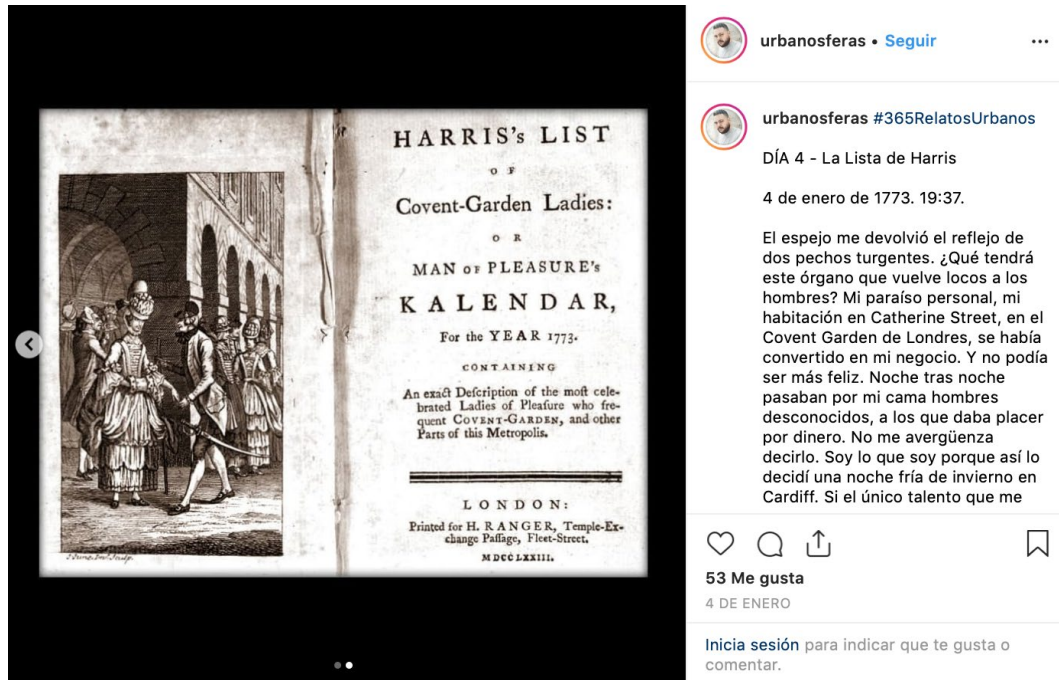 HARRIS's LIST
OF
Covent-Garden Ladies:
OR
MAN OF PLEASURE's
KALENDAR,
For the YEAR 1773.
CONTAINING
An exact Deſcription of the moſt cele-
brated Ladies of Pleaſure who fre-
quent COVENT-GARDEN, and other
Parts of this Metropolis.
LONDON:
Printed for H. RANGER, Temple-Ex-
change Paſſage, Fleet-Street.
MDCCLXXIII.
urbanosferas • Seguir
urbanosferas #365RelatosUrbanos
DÍA 4 - La Lista de Harris
4 de enero de 1773. 19:37.
El espejo me devolvió el reflejo de
dos pechos turgentes. ¿Qué tendrá
este órgano que vuelve locos a los
hombres? Mi paraíso personal, mi
habitación en Catherine Street, en el
Covent Garden de Londres, se había
convertido en mi negocio. Y no podía
ser más feliz. Noche tras noche
pasaban por mi cama hombres
desconocidos, a los que daba placer
por dinero. No me avergüenza
decirlo. Soy lo que soy porque así lo
decidí una noche fría de invierno en
Cardiff. Si el único talento que me
53 Me gusta
4 DE ENERO
Inicia sesión para indicar que te gusta o
comentar.